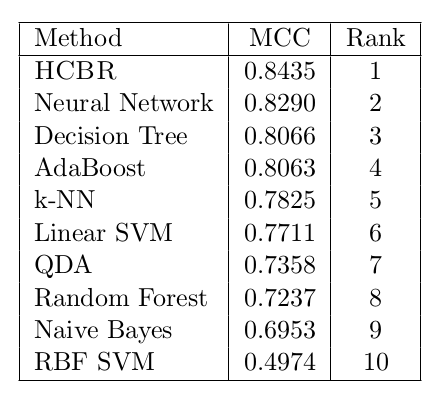 Method MCC Rank
HCBR 0.8435 1
Neural Network 0.8290 2
Decision Tree 0.8066 3
AdaBoost 0.8063 4
k-NN 0.7825 5
Linear SVM 0.7711 6
QDA 0.7358 7
Random Forest 0.7237 8
Naive Bayes 0.6953 9
RBF SVM 0.4974 10